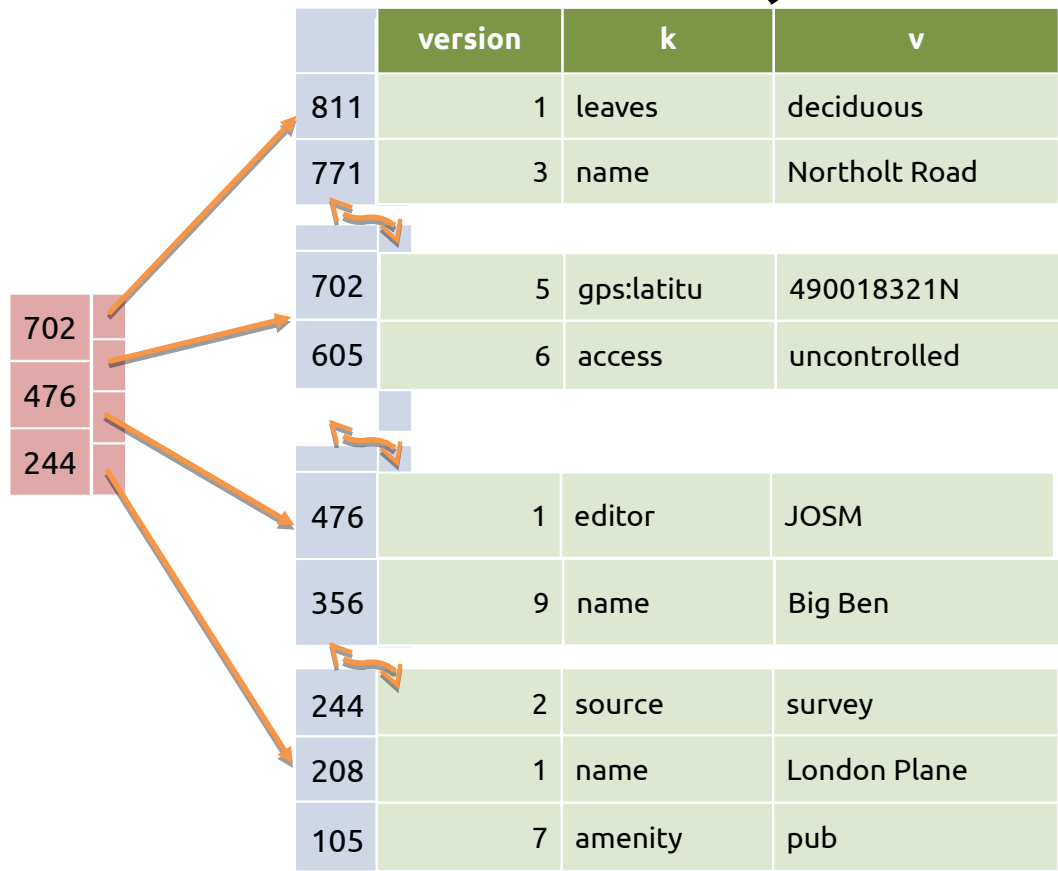 version k v
811 1 leaves deciduous
771 3 name Northolt Road
702 5 gps:latitu 490018321N
605 6 access uncontrolled
702
476
244
476 1 editor JOSM
356 9 name Big Ben
244 2 source survey
208 1 name London Plane
105 7 amenity pub